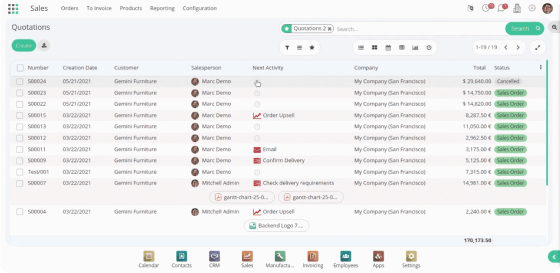 Sales Orders To Invoice Products Reporting Configuration
Quotations
Quotations 2 × Search...
Search
Create
1-19 / 19
Number Creation Date Customer Salesperson Next Activity Company Total Status
S00024 05/21/2021 Gemini Furniture Marc Demo My Company (San Francisco) $ 29,640.00 Cancelled
S00023 05/21/2021 Gemini Furniture Marc Demo My Company (San Francisco) $ 14,750.00 Sales Order
S00022 05/21/2021 Gemini Furniture Marc Demo My Company (San Francisco) $ 14,820.00 Sales Order
S00015 03/22/2021 Gemini Furniture Marc Demo Order Upsell My Company (San Francisco) 8,287.50 € Sales Order
S00013 03/22/2021 Gemini Furniture Marc Demo My Company (San Francisco) 11,050.00 € Sales Order
S00012 03/22/2021 Gemini Furniture Marc Demo My Company (San Francisco) 2,962.50 € Sales Order
S00011 03/22/2021 Gemini Furniture Marc Demo Email My Company (San Francisco) 3,175.00 € Sales Order
S00009 03/22/2021 Gemini Furniture Marc Demo Confirm Delivery My Company (San Francisco) 5,125.00 € Sales Order
Test/001 03/22/2021 Gemini Furniture Marc Demo My Company (San Francisco) 7,315.00 € Sales Order
S00007 03/22/2021 Gemini Furniture Mitchell Admin Check delivery requirements My Company (San Francisco) 14,981.00 € Sales Order
gantt-chart-25-0... gantt-chart-25-0...
S00004 03/22/2021 Gemini Furniture Mitchell Admin Order Upsell My Company (San Francisco) 2,240.00 € Sales Order
Backend Logo 7....
170,173.50
Calendar Contacts CRM Sales Manufactu... Invoicing Employees Apps Settings